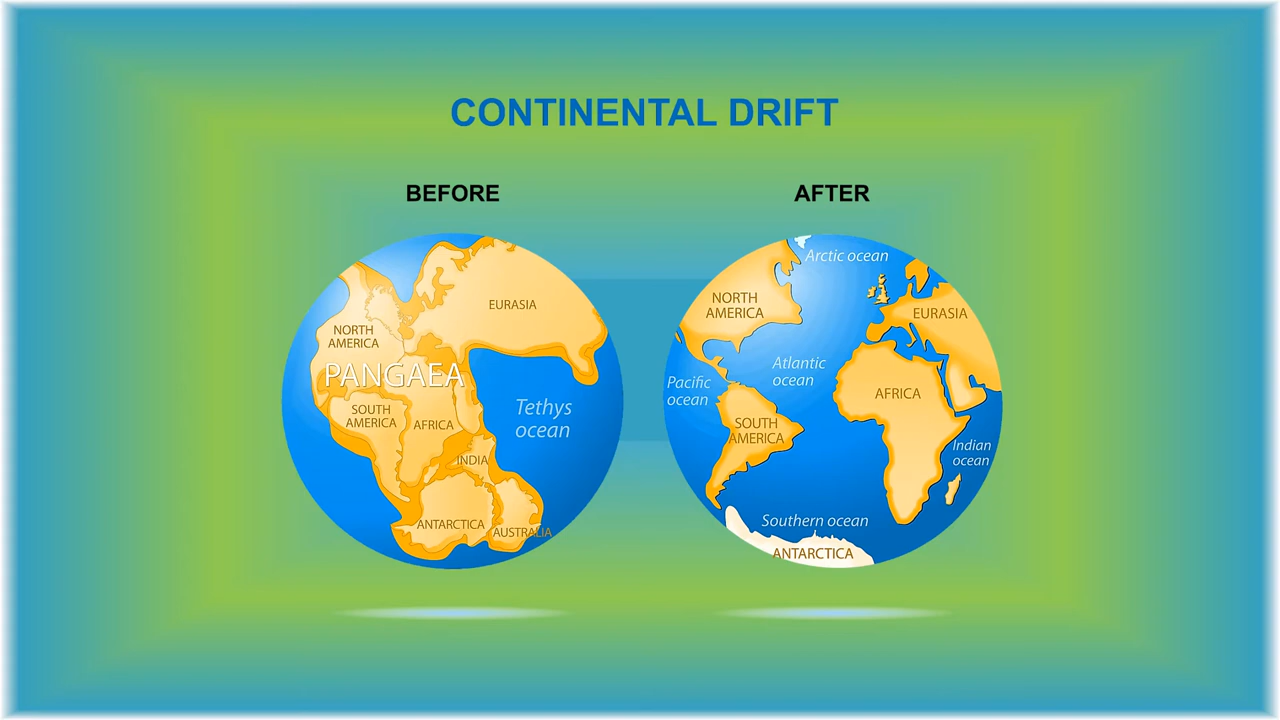 CONTINENTAL DRIFT
BEFORE
AFTER
EURASIA
NORTH
AMERICA
PANGAEA
SOUTH
AMERICA
AFRICA
Tethys
ocean
INDIA
ANTARCTICA
AUSTRALIA
Arctic ocean
NORTH
AMERICA
EURASIA
Atlantic
ocean
Pacific
ocean
AFRICA
SOUTH
AMERICA
Indian
ocean
Southern ocean
ANTARCTICA